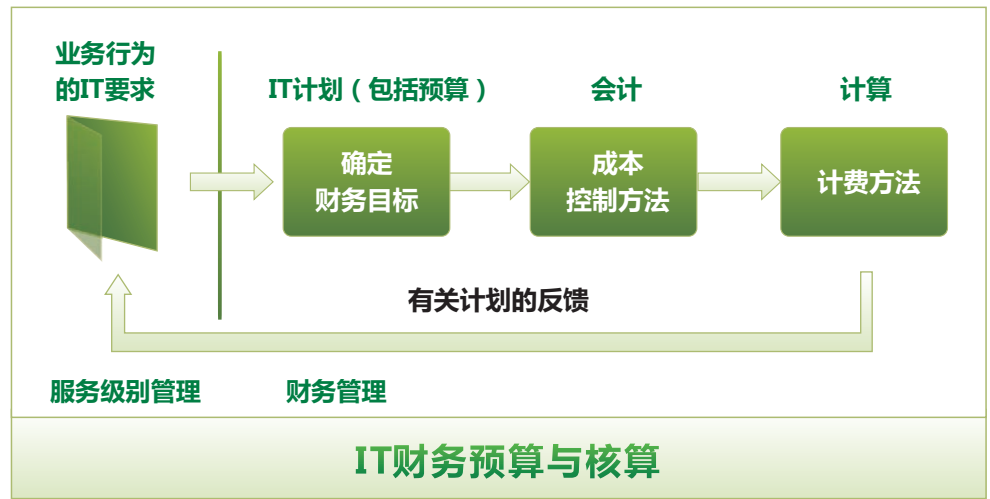 业务行为
的IT要求
IT计划（包括预算）
会计
计算
确定
财务目标
成本
控制方法
计费方法
有关计划的反馈
服务级别管理
财务管理
IT财务预算与核算